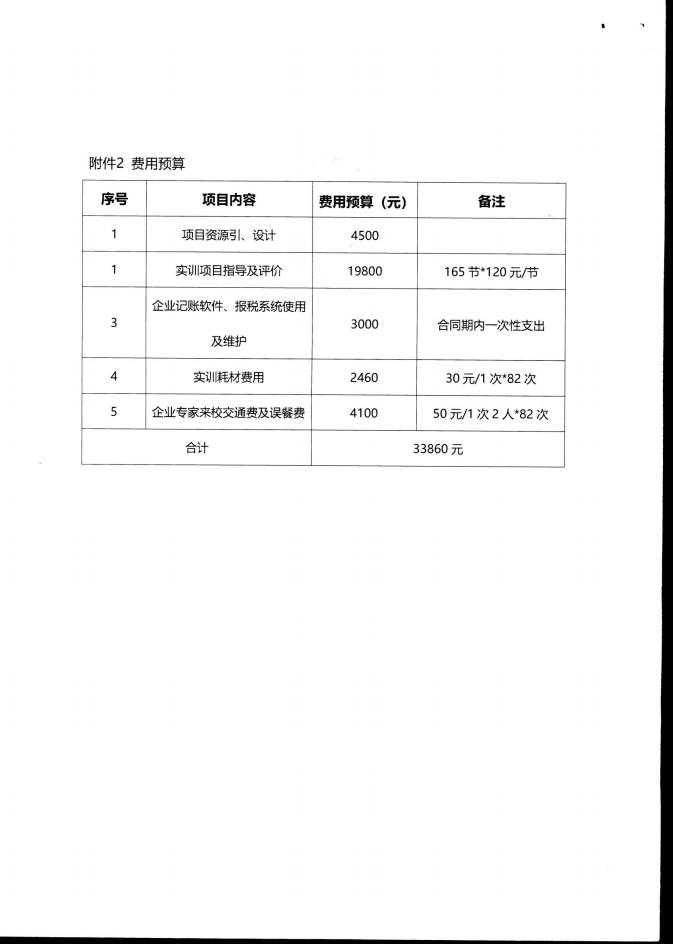 附件2 费用预算
序号 项目内容 费用预算（元） 备注
1 项目资源引、设计 4500
1 实训项目指导及评价 19800 165 节*120 元/节
企业记账软件、报税系统使用
3 3000 合同期内一次性支出
及维护
4 实训耗材费用 2460 30 元/1 次*82 次
5 企业专家来校交通费及误餐费 4100 50 元/1 次 2 人*82 次
合计 33860 元